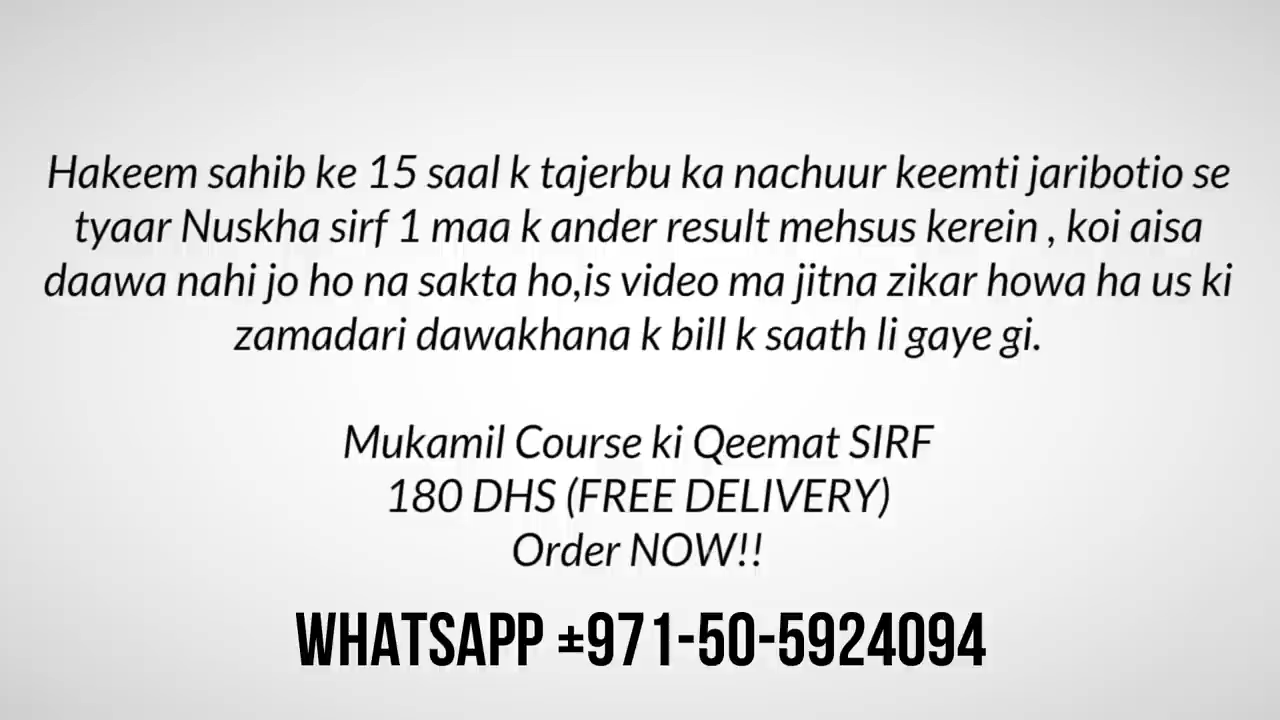 Hakeem sahib ke 15 saal k tajerbu ka nachuur keemti jaribotio se
tyaar Nuskha sirf 1 maa k ander result mehsus kerein , koi aisa
daawa nahi jo ho na sakta ho,is video ma jitna zikar howa ha us ki
zamadari dawakhana k bill k saath li gaye gi.
Mukamil Course ki Qeemat SIRF
180 DHS (FREE DELIVERY)
Order NOW!!
WHATSAPP ±971-50-5924094